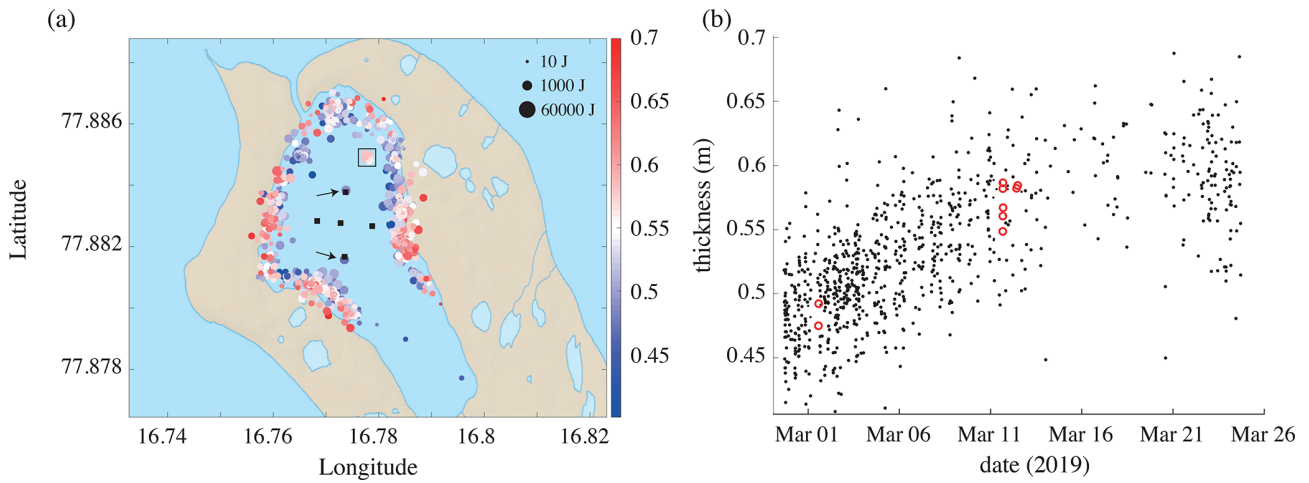 (a)
(b)
10 J
1000 J
60000 J
77.886
77.882
77.878
Latitude
16.74
16.76
16.78
16.8
16.82
Longitude
0.7
0.65
0.6
0.55
0.5
0.45
0.7
0.65
0.6
0.55
0.5
0.45
thickness (m)
Mar 01
Mar 06
Mar 11
Mar 16
Mar 21
Mar 26
date (2019)